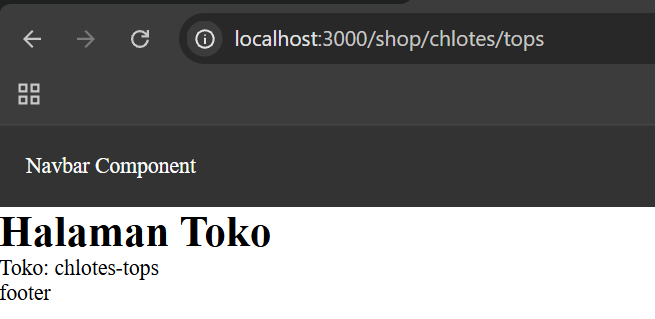 localhost:3000/shop/chlotes/tops
Navbar Component
Halaman Toko
Toko: chlotes-tops
footer